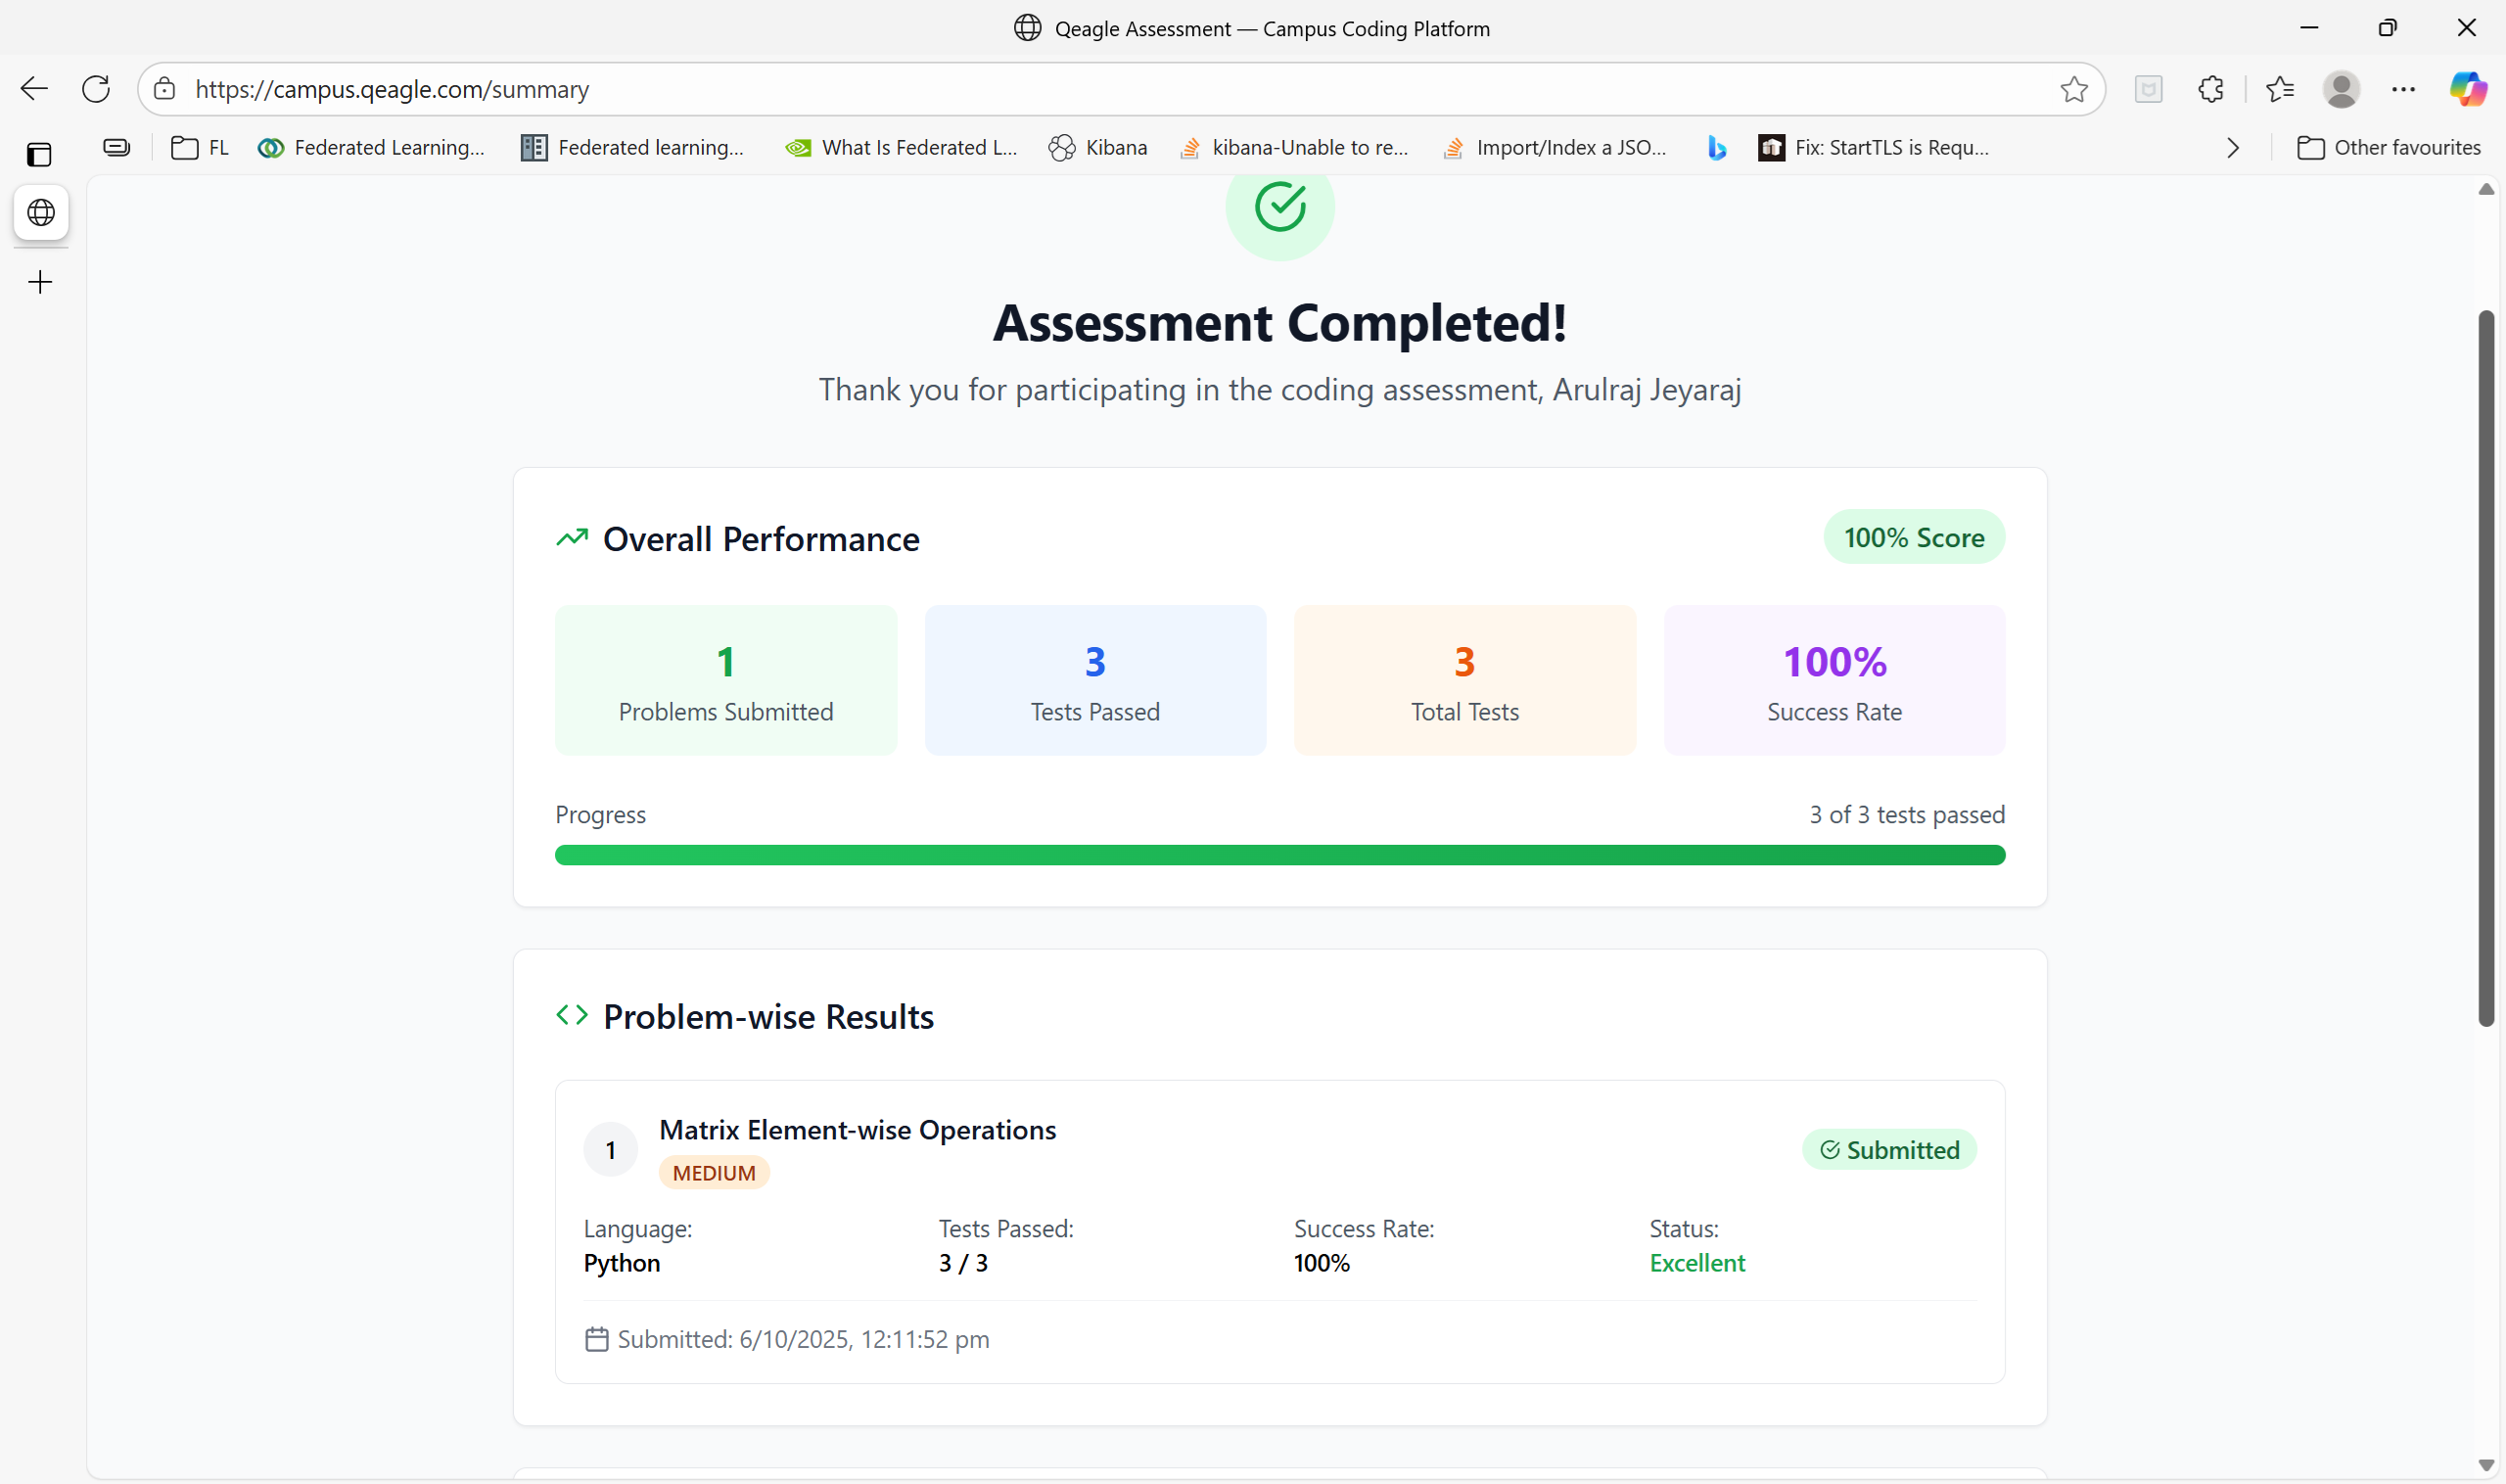 Qeagle Assessment — Campus Coding Platform
https://campus.qeagle.com/summary
FL
Federated Learning...
Federated learning...
What Is Federated L...
Kibana
kibana-Unable to re...
Import/Index a JSO...
Fix: StartTLS is Requ...
Other favourites
Assessment Completed!
Thank you for participating in the coding assessment, Arulraj Jeyaraj
Overall Performance
100% Score
1
Problems Submitted
3
Tests Passed
3
Total Tests
100%
Success Rate
Progress
3 of 3 tests passed
Problem-wise Results
1
Matrix Element-wise Operations
MEDIUM
Submitted
Language:
Python
Tests Passed:
3 / 3
Success Rate:
100%
Status:
Excellent
Submitted: 6/10/2025, 12:11:52 pm